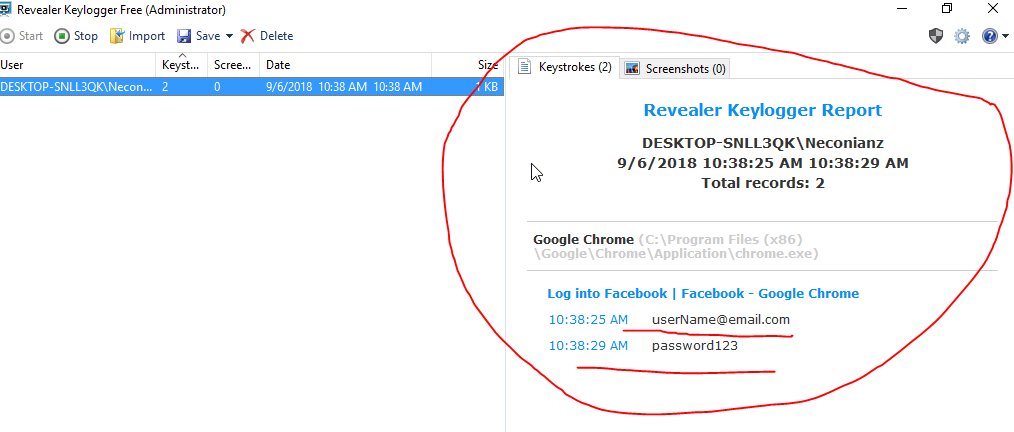 Revealer Keylogger Free (Administrator)
Start Stop Import Save Delete
User Keyst... Scree... Date Size
DESKTOP-SNLL3QK\Neconi... 2 0 9/6/2018 10:38 AM 10:38 AM KB
Keystrokes (2) Screenshots (0)
Revealer Keylogger Report
DESKTOP-SNLL3QK\Neconianz
9/6/2018 10:38:25 AM 10:38:29 AM
Total records: 2
Google Chrome (C:\Program Files (x86)
\Google\Chrome\Application\chrome.exe)
Log into Facebook | Facebook - Google Chrome
10:38:25 AM userName@email.com
10:38:29 AM password123